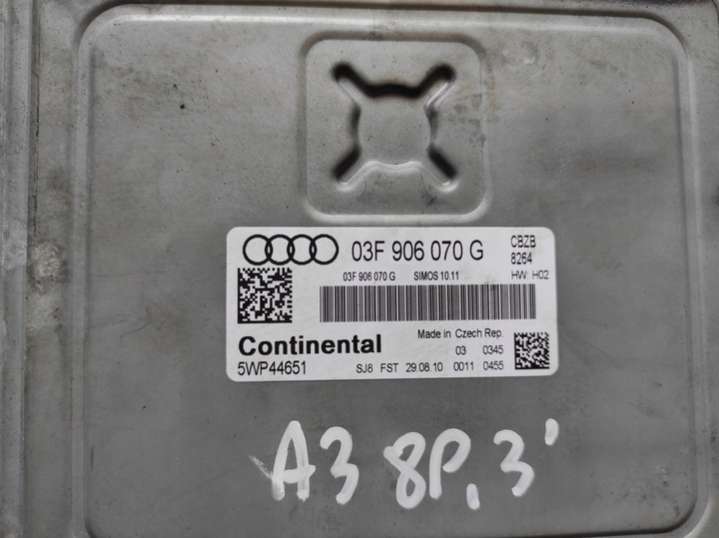 03F 906 070 G
CBZB
8264
03F 906 070 G SIMOS 10.11 HW: H02
Made in Czech Rep.
Continental
03 0345
5WP44651
SJ8 FST 29.08.10 0011 0455
A3 8P, 3'